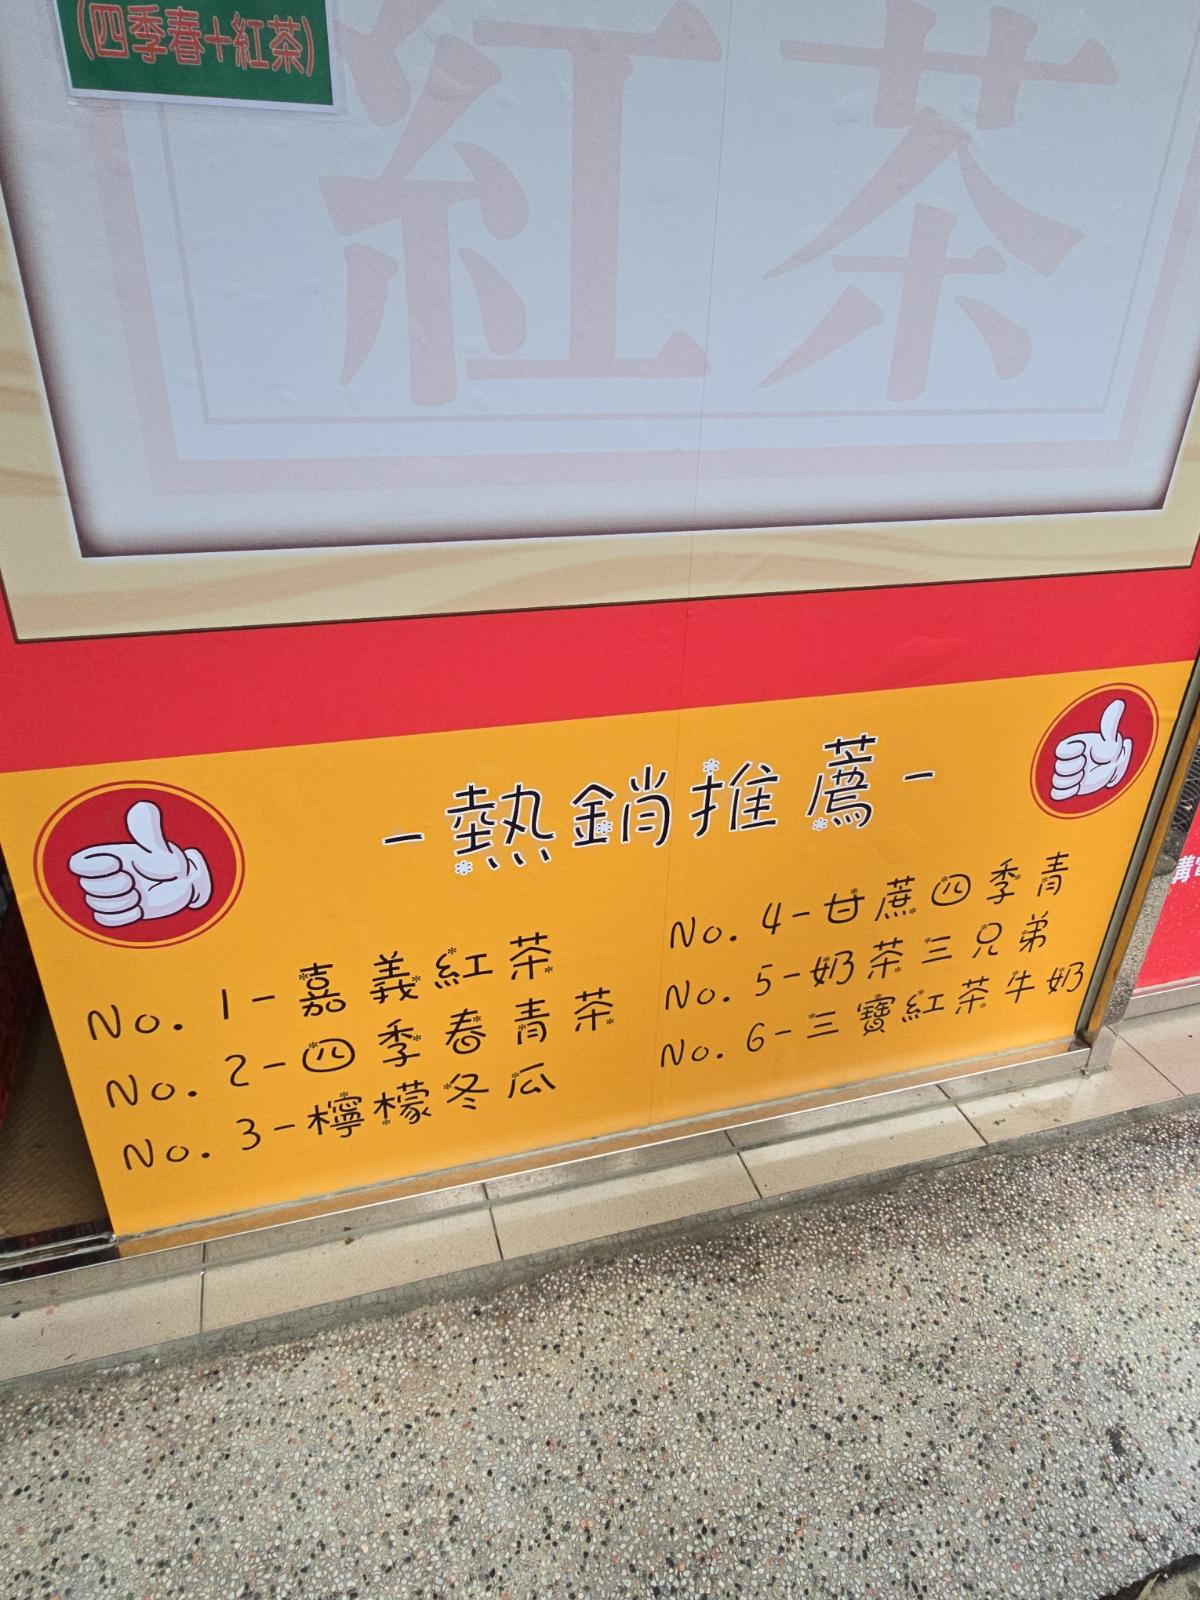 (四季春+紅茶)
紅茶
-熱銷推薦-
No. 1-嘉義紅茶
No. 2-四季春青茶
No. 3-檸檬冬瓜
No. 4-甘蔗四季青
No. 5-奶茶三兄弟
No. 6-三寶紅茶牛奶